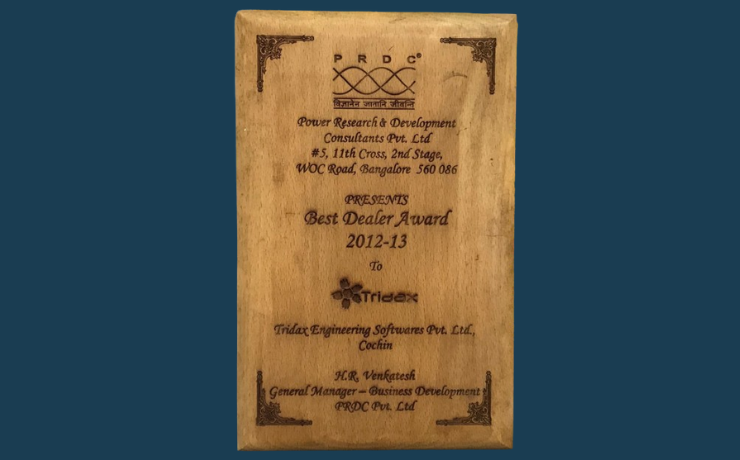 PRDC®
विज्ञानेन जातानि जीवन्ति
Power Research & Development
Consultants Pvt. Ltd
#5, 11th Cross, 2nd Stage,
WOC Road, Bangalore 560 086
PRESENTS
Best Dealer Award
2012-13
To
Tridax
Tridax Engineering Softwares Pvt. Ltd.,
Cochin
H.R. Venkatesh
General Manager – Business Development
PRDC Pvt. Ltd